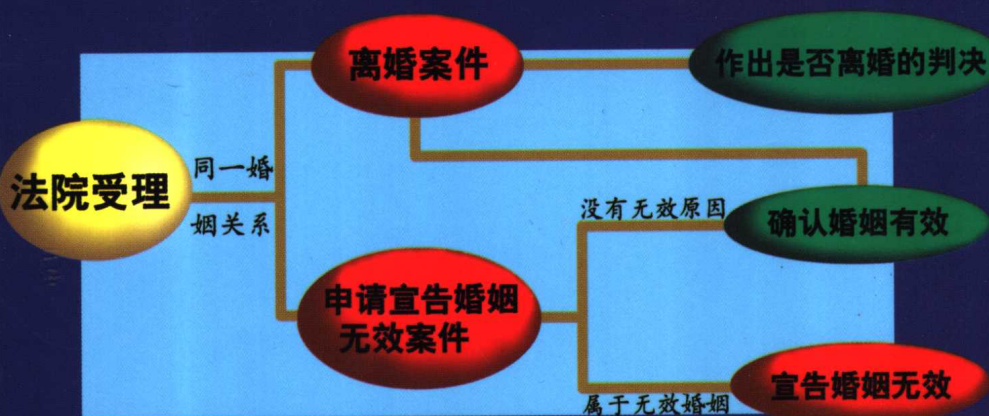 离婚案件
作出是否离婚的判决
法院受理
同一婚
姻关系
没有无效原因
确认婚姻有效
申请宣告婚姻
无效案件
宣告婚姻无效
属于无效婚姻